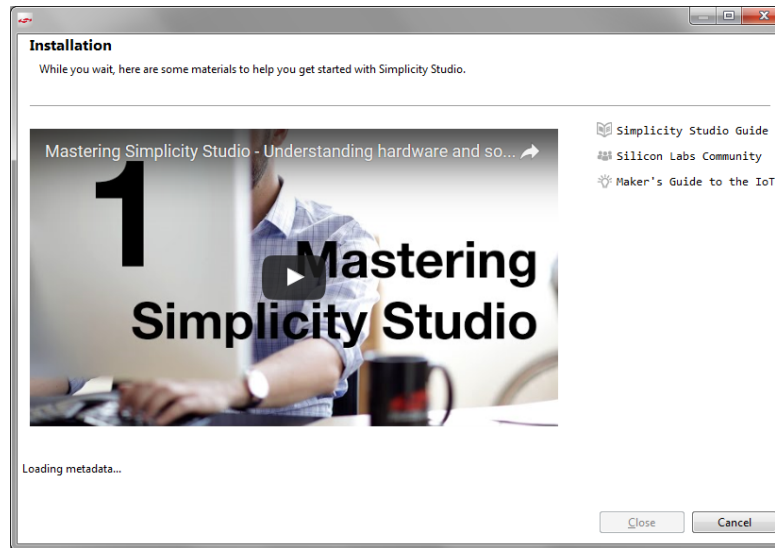 Installation
While you wait, here are some materials to help you get started with Simplicity Studio.
Mastering Simplicity Studio - Understanding hardware and so...
1
Mastering
Simplicity Studio
Simplicity Studio Guide
Silicon Labs Community
Maker's Guide to the IoT
Loading metadata...
Close
Cancel